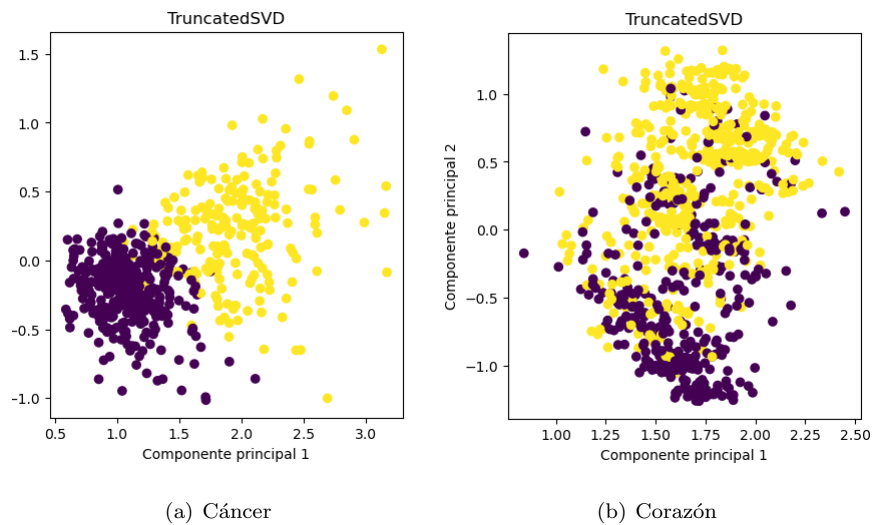 TruncatedSVD
1.5
1.0
0.5
0.0
−0.5
−1.0
0.5 1.0 1.5 2.0 2.5 3.0
Componente principal 1
(a) Cáncer
TruncatedSVD
Componente principal 2
1.0
0.5
0.0
−0.5
−1.0
1.00 1.25 1.50 1.75 2.00 2.25 2.50
Componente principal 1
(b) Corazón